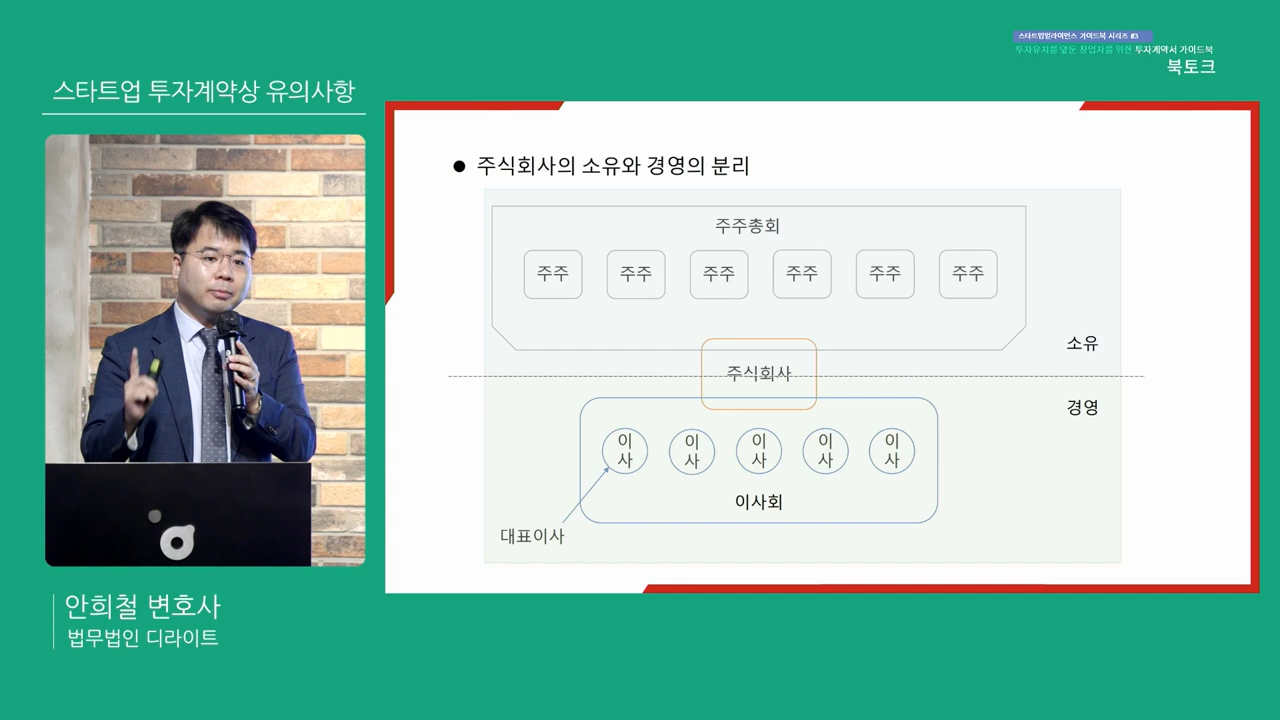 스타트업얼라이언스 가이드북 시리즈 #3
투자유치를 앞둔 창업자를 위한 투자계약서 가이드북
북토크
스타트업 투자계약상 유의사항
● 주식회사의 소유와 경영의 분리
주주총회
주주 주주 주주 주주 주주 주주
소유
주식회사
경영
이사 이사 이사 이사 이사
이사회
대표이사
안희철 변호사
법무법인 디라이트